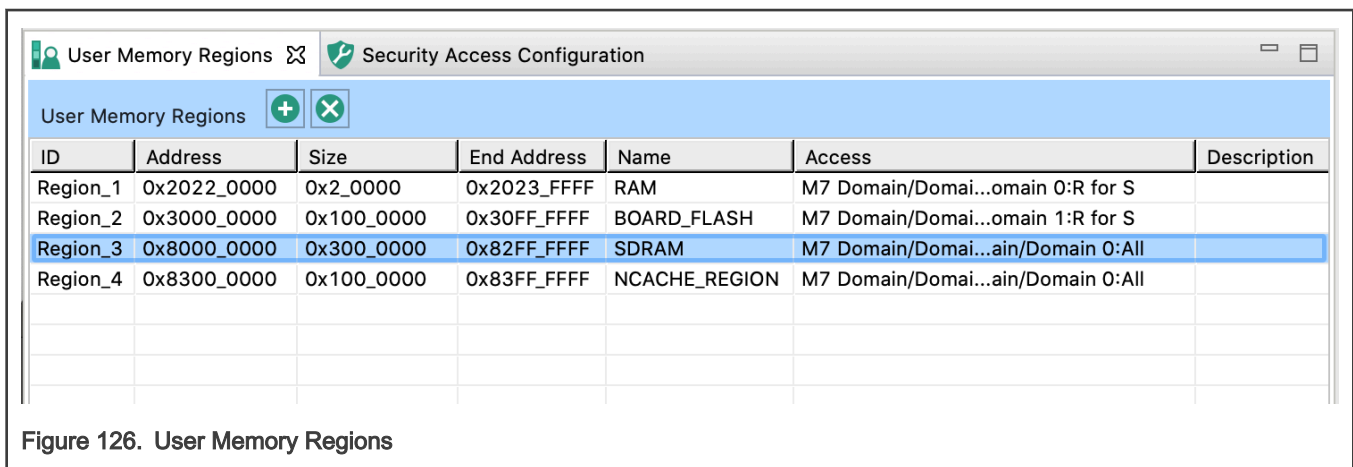 User Memory Regions Security Access Configuration
User Memory Regions
ID Address Size End Address Name Access Description
Region_1 0x2022_0000 0x2_0000 0x2023_FFFF RAM M7 Domain/Domai...omain 0:R for S
Region_2 0x3000_0000 0x100_0000 0x30FF_FFFF BOARD_FLASH M7 Domain/Domai...omain 1:R for S
Region_3 0x8000_0000 0x300_0000 0x82FF_FFFF SDRAM M7 Domain/Domai...ain/Domain 0:All
Region_4 0x8300_0000 0x100_0000 0x83FF_FFFF NCACHE_REGION M7 Domain/Domai...ain/Domain 0:All
Figure 126. User Memory Regions